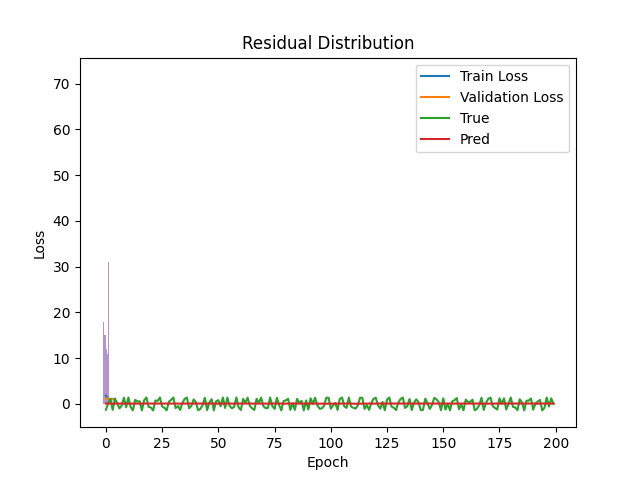 Residual Distribution
Train Loss
Validation Loss
True
Pred
70
60
50
40
30
20
10
0
Loss
0 25 50 75 100 125 150 175 200
Epoch